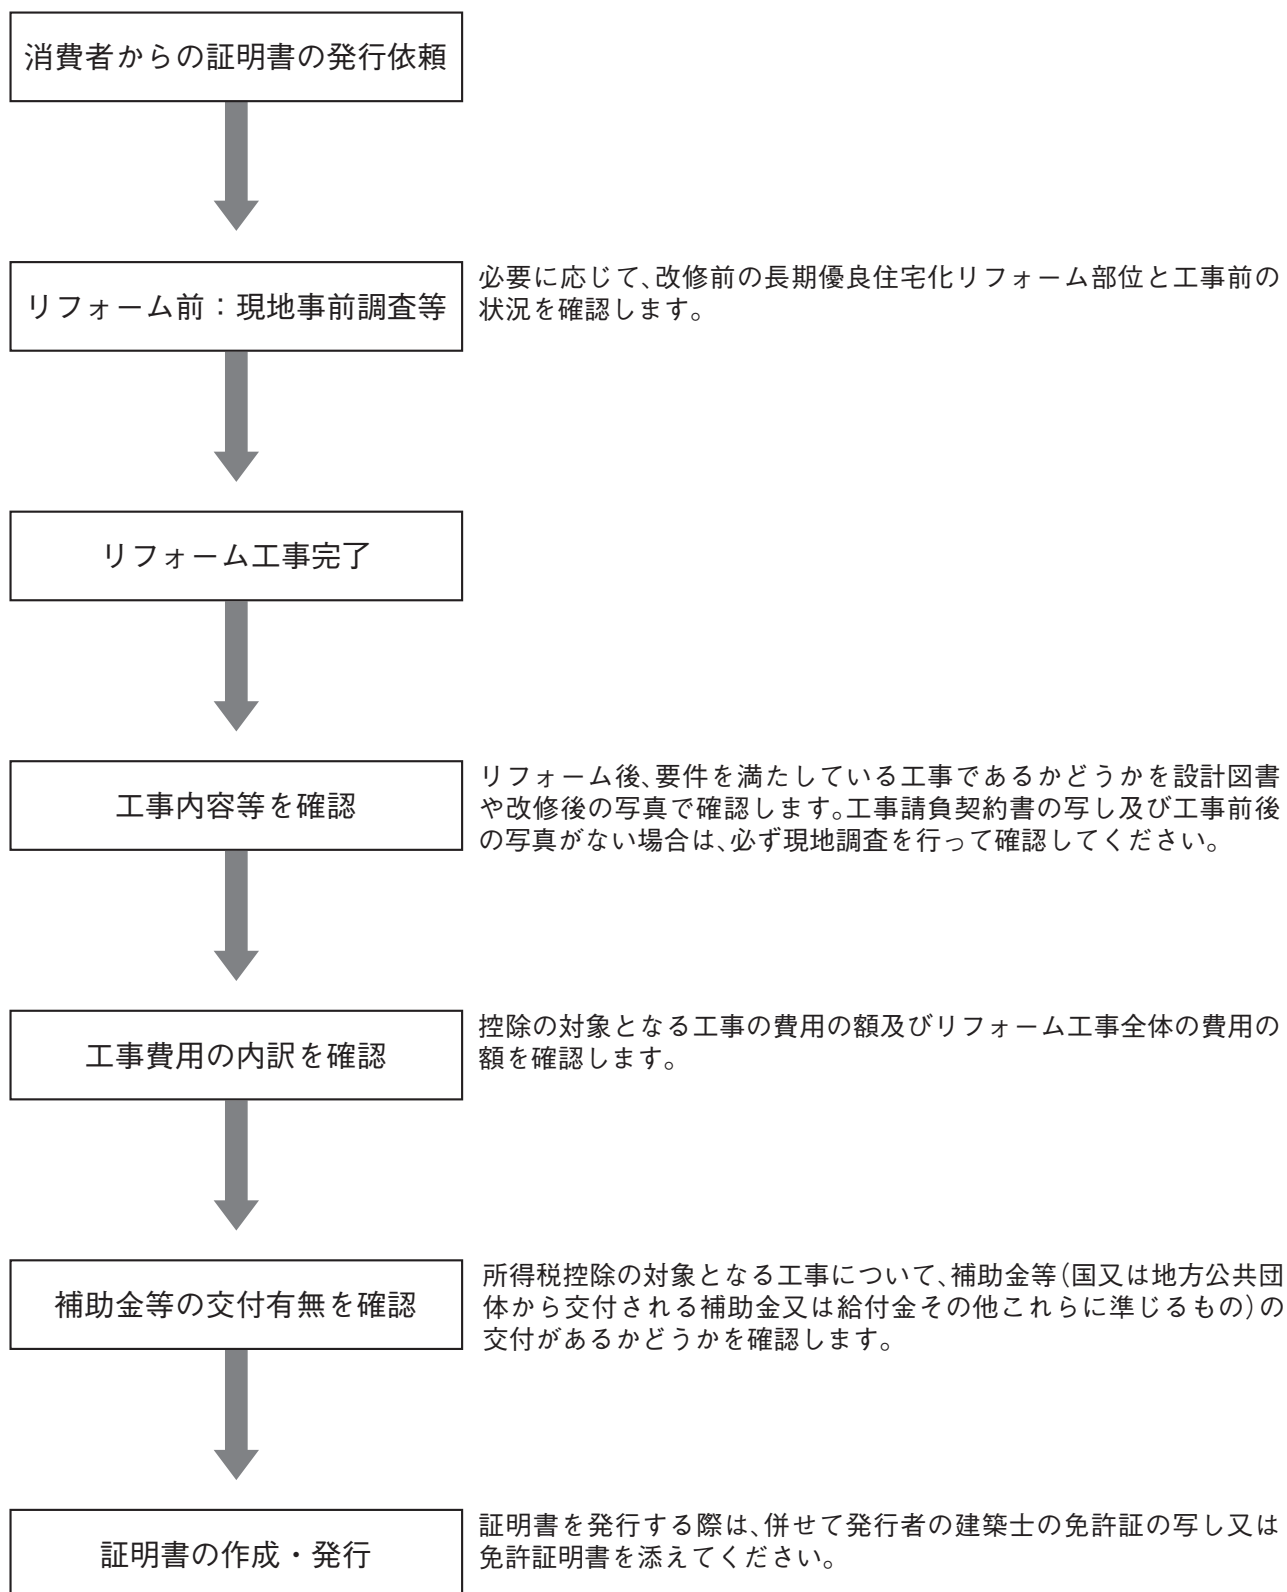 消費者からの証明書の発行依頼
リフォーム前：現地事前調査等
必要に応じて、改修前の長期優良住宅化リフォーム部位と工事前の
状況を確認します。
リフォーム工事完了
工事内容等を確認
リフォーム後、要件を満たしている工事であるかどうかを設計図書
や改修後の写真で確認します。工事請負契約書の写し及び工事前後
の写真がない場合は、必ず現地調査を行って確認してください。
工事費用の内訳を確認
控除の対象となる工事の費用の額及びリフォーム工事全体の費用の
額を確認します。
補助金等の交付有無を確認
所得税控除の対象となる工事について、補助金等（国又は地方公共団
体から交付される補助金又は給付金その他これらに準じるもの）の
交付があるかどうかを確認します。
証明書の作成・発行
証明書を発行する際は、併せて発行者の建築士の免許証の写し又は
免許証明書を添えてください。